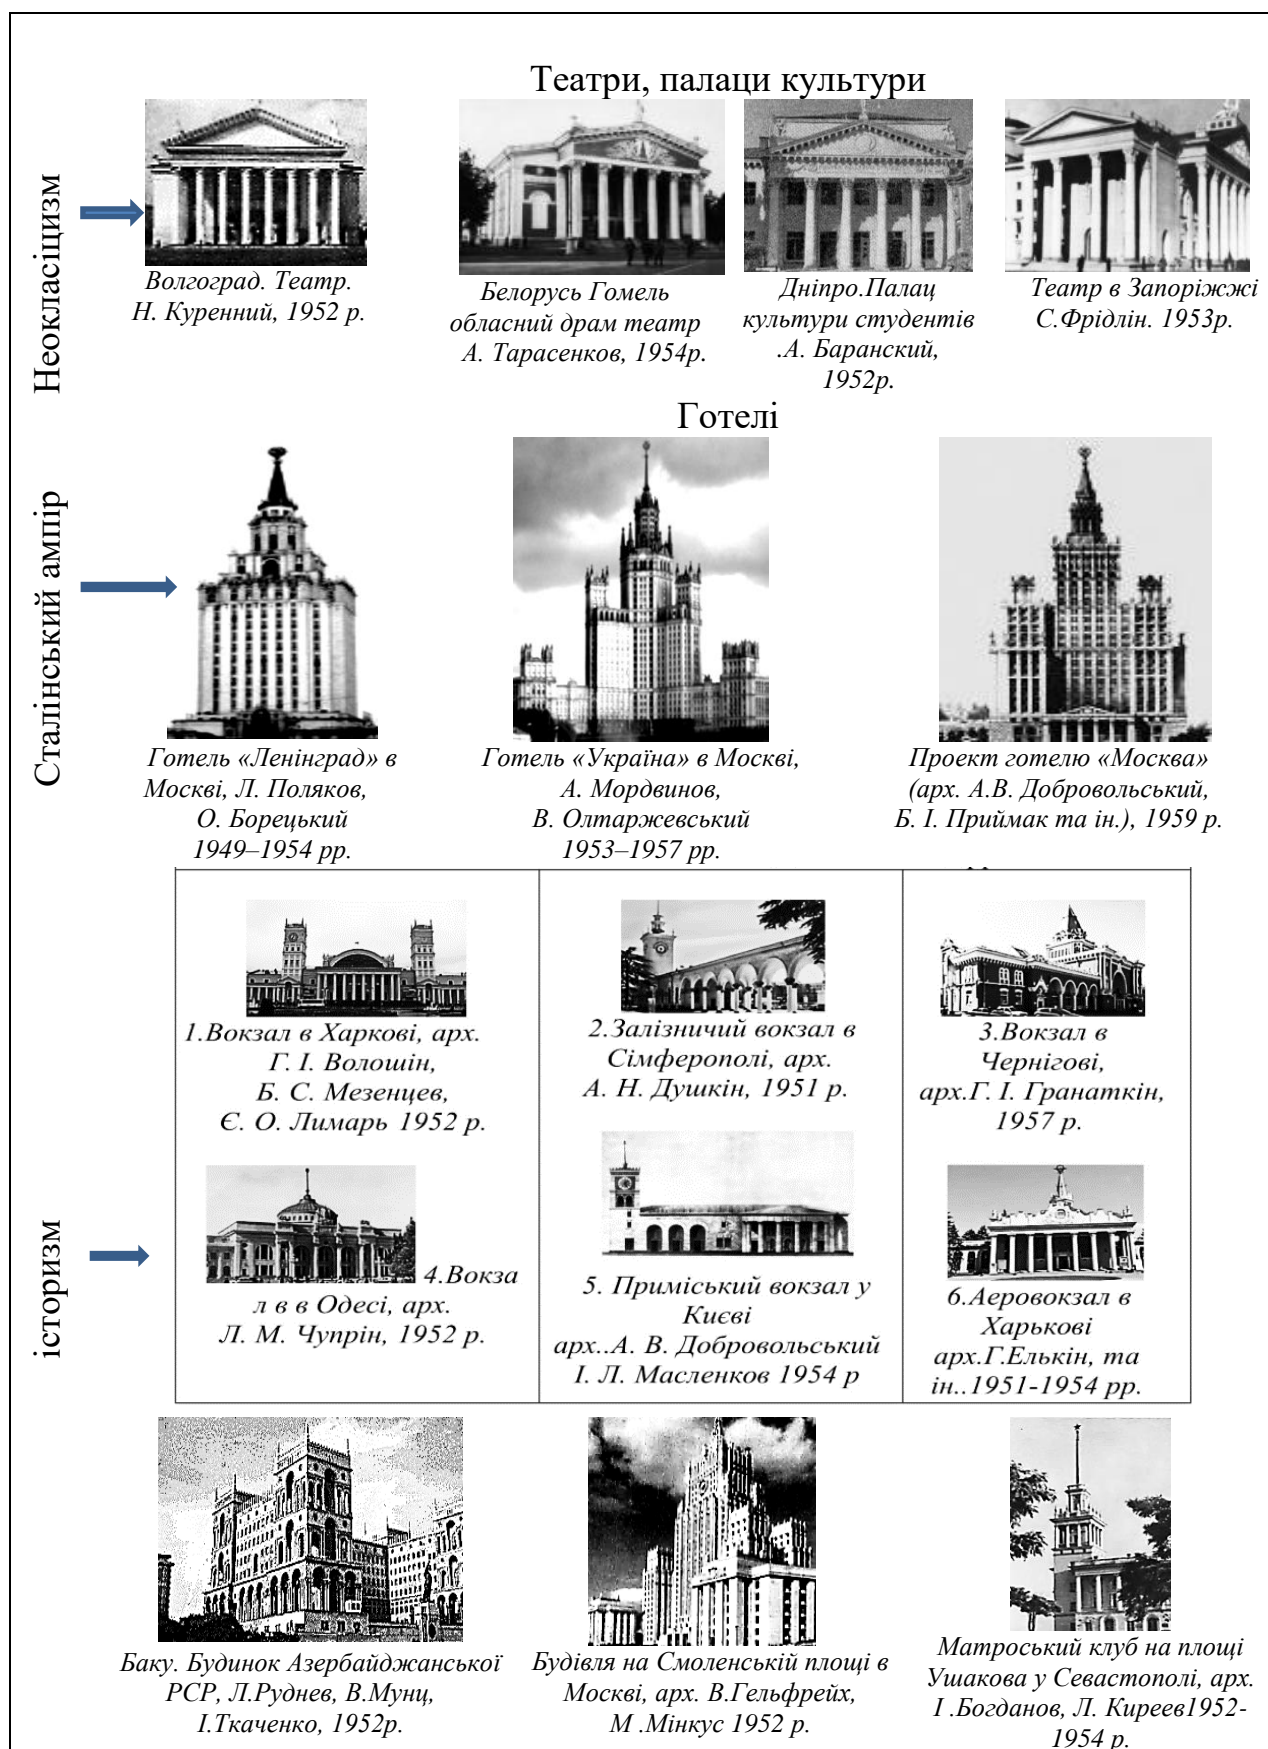 Театри, палаци культури
Неокласіцизм
Волгоград. Театр.
Н. Куренний, 1952 р.
Белорусь Гомель
обласний драм театр
А. Тарасенков, 1954р.
Дніпро.Палац
культури студентів
.А. Баранский,
1952р.
Театр в Запоріжжі
С.Фрідлін. 1953р.
Готелі
Сталінський ампір
Готель «Ленінград» в
Москві, Л. Поляков,
О. Борецький
1949–1954 рр.
Готель «Україна» в Москві,
А. Мордвинов,
В. Олтаржевський
1953–1957 рр.
Проект готелю «Москва»
(арх. А.В. Добровольський,
Б. І. Приймак та ін.), 1959 р.
історизм
1.Вокзал в Харкові, арх.
Г. І. Волошін,
Б. С. Мезенцев,
Є. О. Лимарь 1952 р.
2.Залізничий вокзал в
Сімферополі, арх.
А. Н. Душкін, 1951 р.
3.Вокзал в
Чернігові,
арх.Г. І. Гранаткін,
1957 р.
4.Вокза
л в в Одесі, арх.
Л. М. Чупрін, 1952 р.
5. Приміський вокзал у
Києві
арх..А. В. Добровольський
І. Л. Масленков 1954 р
6.Аеровокзал в
Харькові
арх.Г.Елькін, та
ін..1951-1954 рр.
Баку. Будинок Азербайджанської
РСР, Л.Руднев, В.Мунц,
І.Ткаченко, 1952р.
Будівля на Смоленській площі в
Москві, арх. В.Гельфрейх,
М .Мінкус 1952 р.
Матроський клуб на площі
Ушакова у Севастополі, арх.
І .Богданов, Л. Киреев1952-
1954 р.